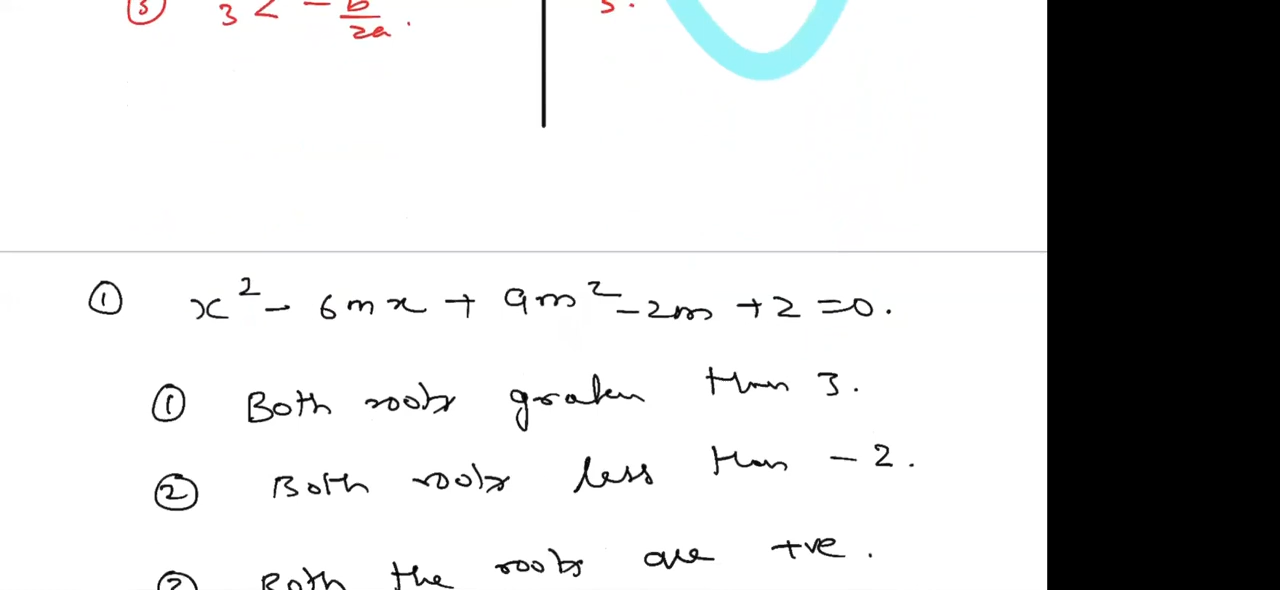 ③ 3 < - b/2a .
3 .
① x² - 6mx + 9m² - 2m + 2 = 0 .
① Both roots greater than 3 .
② Both roots less than - 2 .
③ Both the roots are +ve .